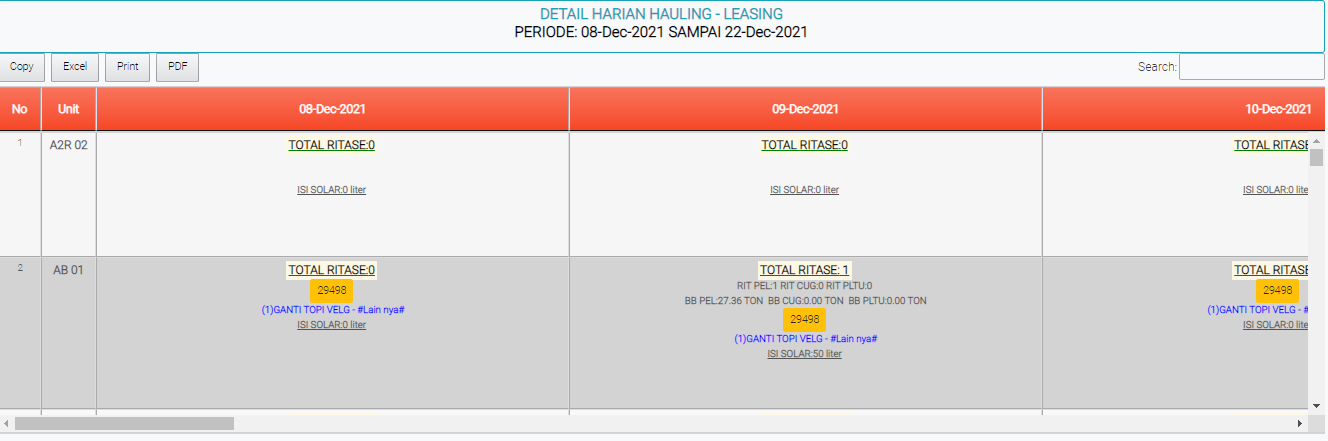 DETAIL HARIAN HAULING - LEASING
PERIODE: 08-Dec-2021 SAMPAI 22-Dec-2021
Copy Excel Print PDF Search:
No Unit 08-Dec-2021 09-Dec-2021 10-Dec-2021
1 A2R 02 TOTAL RITASE:0 TOTAL RITASE:0 TOTAL RITASE
ISI SOLAR:0 liter ISI SOLAR:0 liter ISI SOLAR:0 lite
2 AB 01 TOTAL RITASE:0 TOTAL RITASE: 1 TOTAL RITASE
29498 RIT PEL:1 RIT CUG:0 RIT PLTU:0 29498
(1)GANTI TOPI VELG - #Lain nya# BB PEL:27.36 TON BB CUG:0.00 TON BB PLTU:0.00 TON (1)GANTI TOPI VELG - #
ISI SOLAR:0 liter 29498 ISI SOLAR:0 lite
(1)GANTI TOPI VELG - #Lain nya#
ISI SOLAR:50 liter